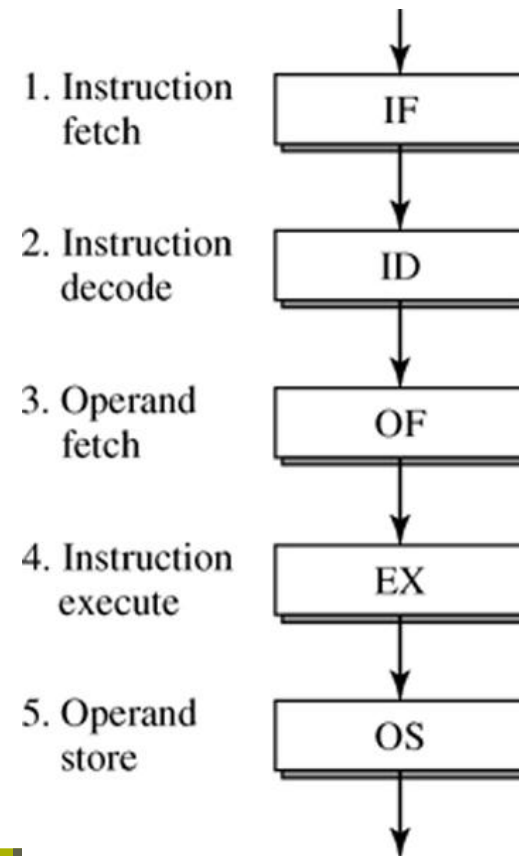 1. Instruction
fetch
IF
2. Instruction
decode
ID
3. Operand
fetch
OF
4. Instruction
execute
EX
5. Operand
store
OS